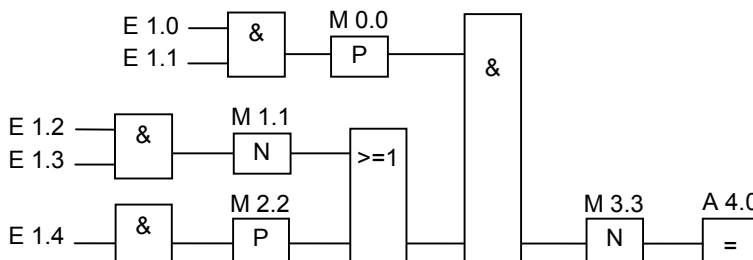 E 1.0
E 1.1
&
M 0.0
P
&
E 1.2
E 1.3
&
M 1.1
N
>=1
E 1.4
&
M 2.2
P
M 3.3
N
A 4.0
=